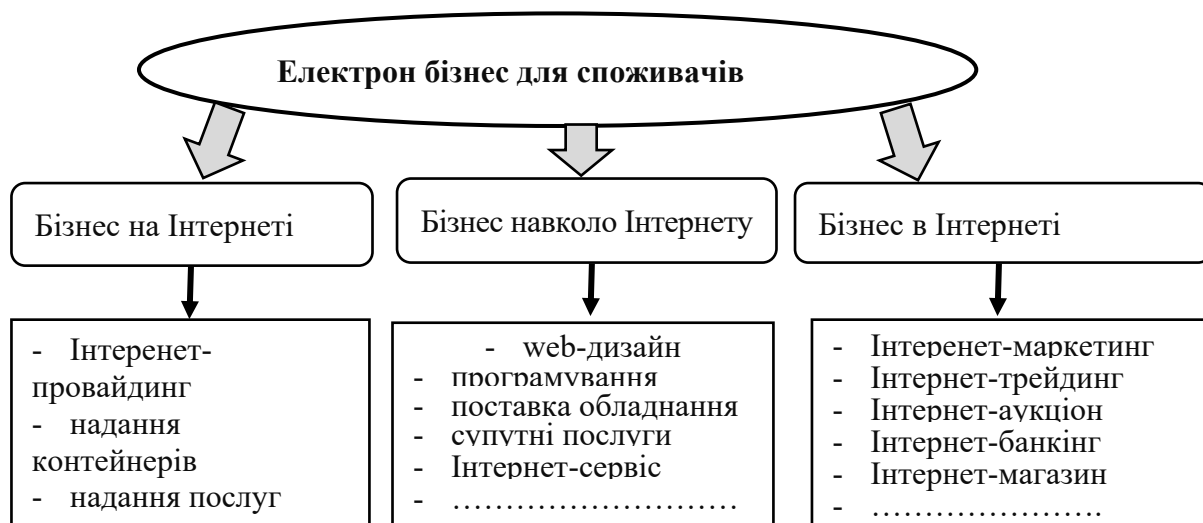 Електрон бізнес для споживачів
Бізнес на Інтернеті
Бізнес навколо Інтернету
Бізнес в Інтернеті
- Інтеренет-
провайдинг
- надання
контейнерів
- надання послуг
- web-дизайн
- програмування
- поставка обладнання
- супутні послуги
- Інтернет-сервіс
- ………………………
- Інтеренет-маркетинг
- Інтернет-трейдинг
- Інтернет-аукціон
- Інтернет-банкінг
- Інтернет-магазин
- ………………….